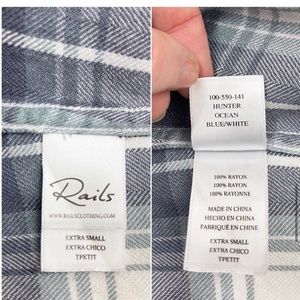 Rails
WWW.RAILSCLOTHING.COM
EXTRA SMALL
EXTRA CHICO
TPETIT
100-550-141
HUNTER
OCEAN
BLUE/WHITE
100% RAYON
100% RAYON
100% RAYONNE
MADE IN CHINA
HECHO EN CHINA
FABRIQUÉ EN CHINE
EXTRA SMALL
EXTRA CHICO
TPETIT